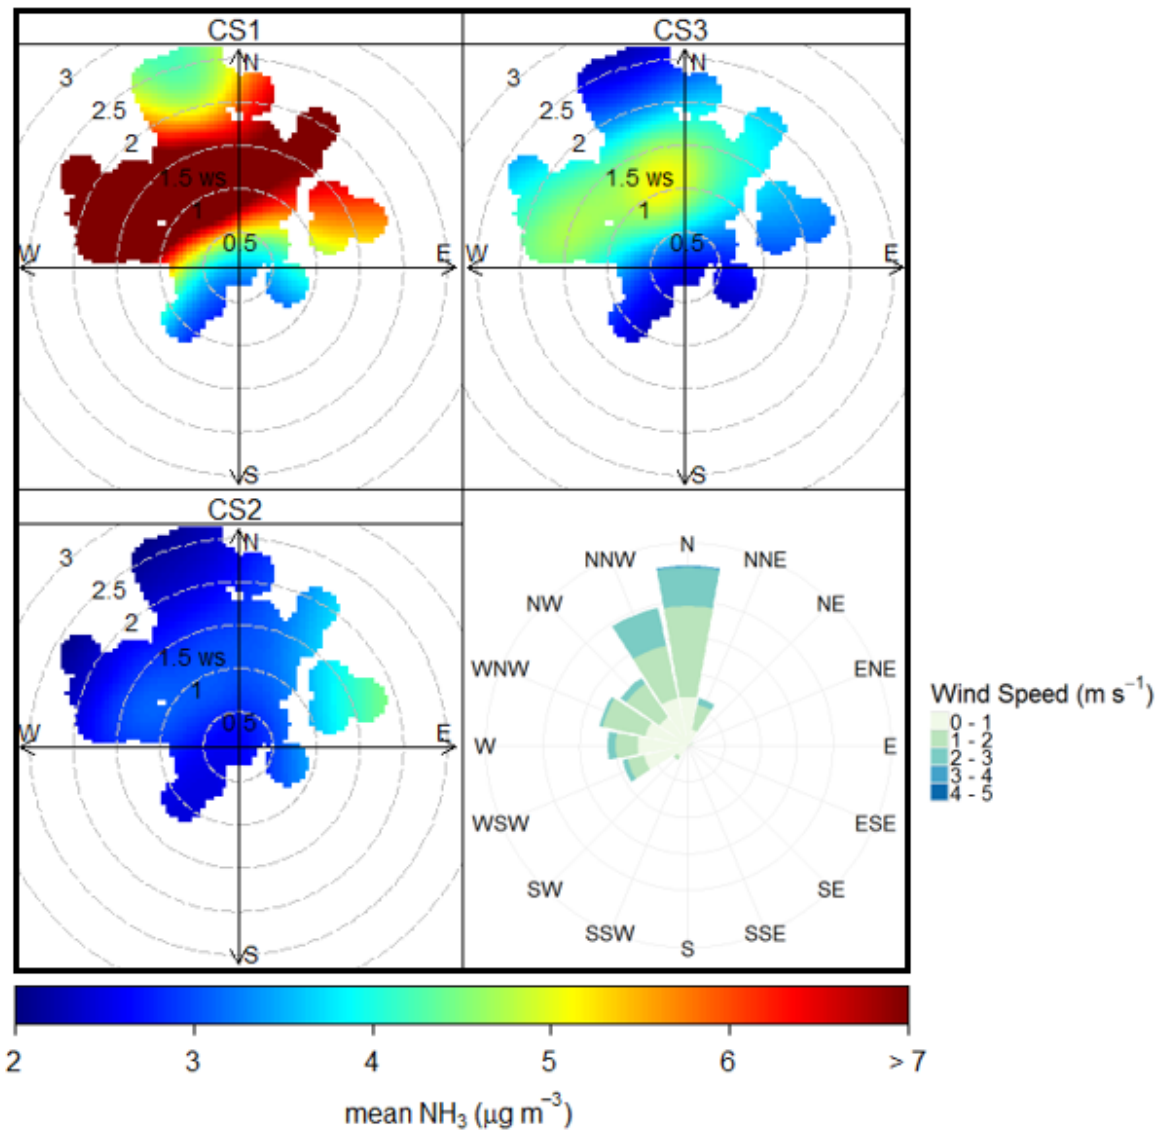 CS1
CS3
3
2.5
2
1.5 ws
1
0.5
N
W
E
S
3
2.5
2
1.5 ws
1
0.5
N
W
E
S
CS2
3
2.5
2
1.5 ws
1
0.5
N
W
E
S
N
NNW
NNE
NW
NE
WNW
ENE
W
E
WSW
ESE
SW
SE
SSW
SSE
S
Wind Speed (m s⁻¹)
0 - 1
1 - 2
2 - 3
3 - 4
4 - 5
2 3 4 5 6 > 7
mean NH₃ (μg m⁻³)